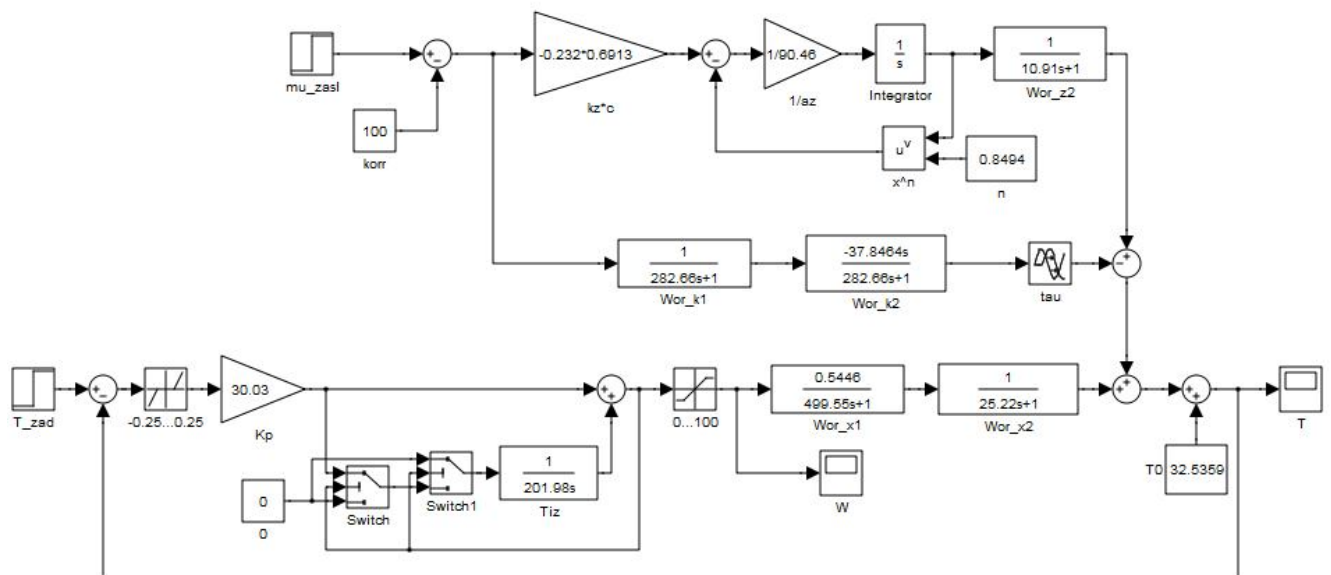 mu_zasl
100
korr
-0.232*0.6913
kz*c
1/90.46
1/az
1
s
Integrator
1
10.91s+1
Wor_z2
u^v
x^n
0.8494
n
1
282.66s+1
Wor_k1
-37.8464s
282.66s+1
Wor_k2
tau
T_zad
-0.25...0.25
30.03
Kp
0
0
Switch
Switch1
1
201.98s
Tiz
0...100
W
0.5446
499.55s+1
Wor_x1
1
25.22s+1
Wor_x2
T0 32.5359
T